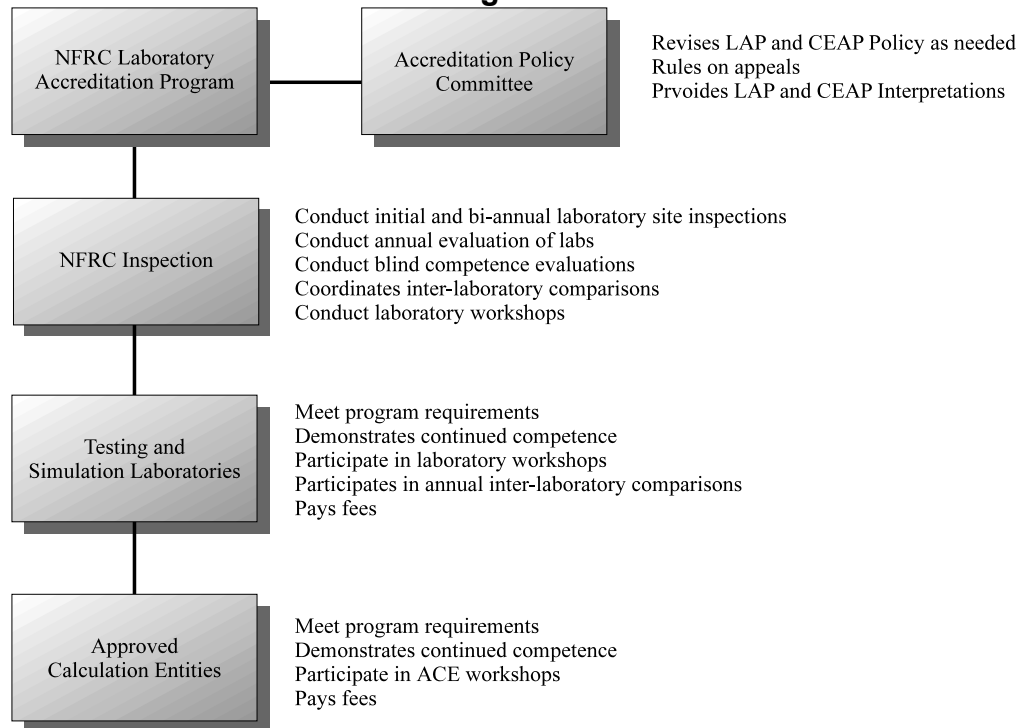 NFRC Laboratory
Accreditation Program
Accreditation Policy
Committee
Revises LAP and CEAP Policy as needed
Rules on appeals
Prvoides LAP and CEAP Interpretations
NFRC Inspection
Conduct initial and bi-annual laboratory site inspections
Conduct annual evaluation of labs
Conduct blind competence evaluations
Coordinates inter-laboratory comparisons
Conduct laboratory workshops
Testing and
Simulation Laboratories
Meet program requirements
Demonstrates continued competence
Participate in laboratory workshops
Participates in annual inter-laboratory comparisons
Pays fees
Approved
Calculation Entities
Meet program requirements
Demonstrates continued competence
Participate in ACE workshops
Pays fees